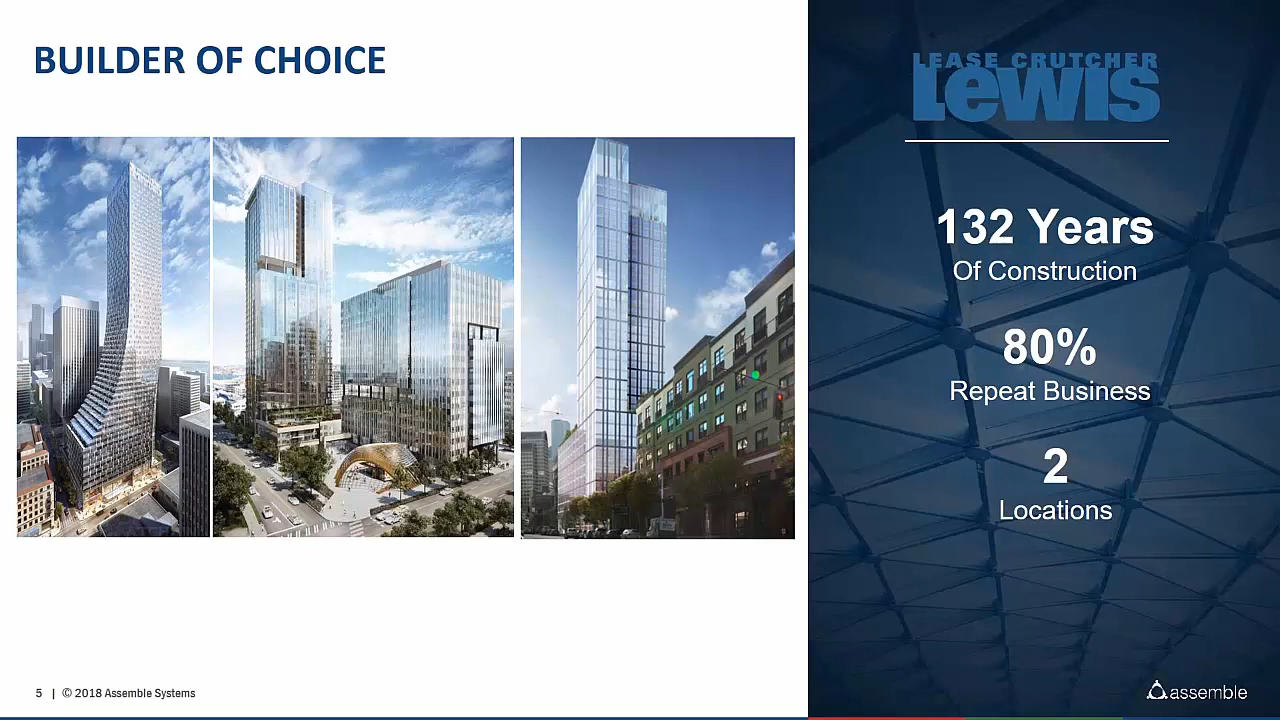 BUILDER OF CHOICE
LEASE CRUTCHER
Lewis
132 Years
Of Construction
80%
Repeat Business
2
Locations
5 | © 2018 Assemble Systems
assemble